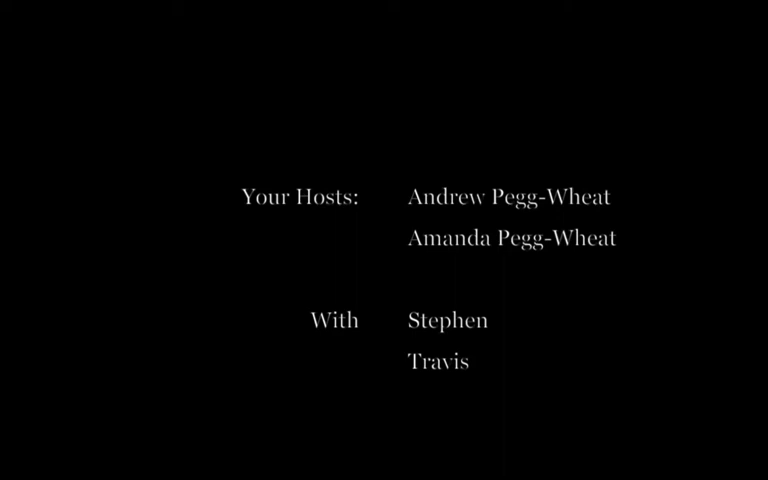 Your Hosts: Andrew Pegg-Wheat
Amanda Pegg-Wheat
With Stephen
Travis